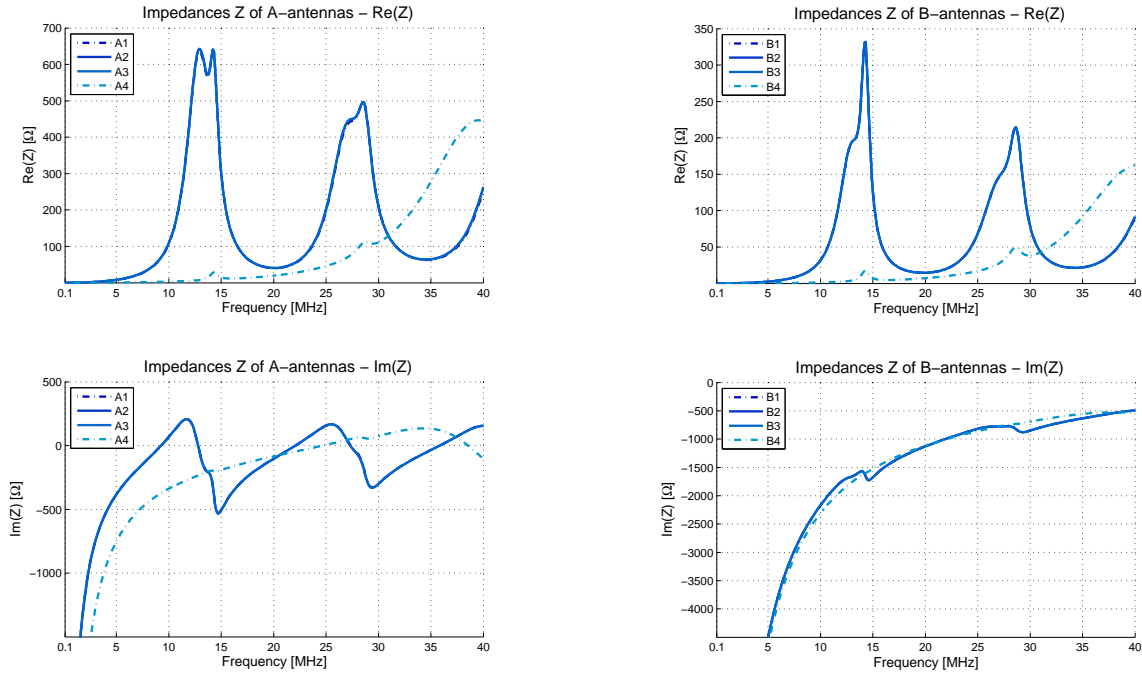 Impedances Z of A−antennas − Re(Z)
700
600
500
400
300
200
100
Re(Z) [Ω]
A1
A2
A3
A4
0.1 5 10 15 20 25 30 35 40
Frequency [MHz]
Impedances Z of B−antennas − Re(Z)
350
300
250
200
150
100
50
Re(Z) [Ω]
B1
B2
B3
B4
0.1 5 10 15 20 25 30 35 40
Frequency [MHz]
Impedances Z of A−antennas − Im(Z)
500
0
−500
−1000
Im(Z) [Ω]
A1
A2
A3
A4
0.1 5 10 15 20 25 30 35 40
Frequency [MHz]
Impedances Z of B−antennas − Im(Z)
0
−500
−1000
−1500
−2000
−2500
−3000
−3500
−4000
Im(Z) [Ω]
B1
B2
B3
B4
0.1 5 10 15 20 25 30 35 40
Frequency [MHz]